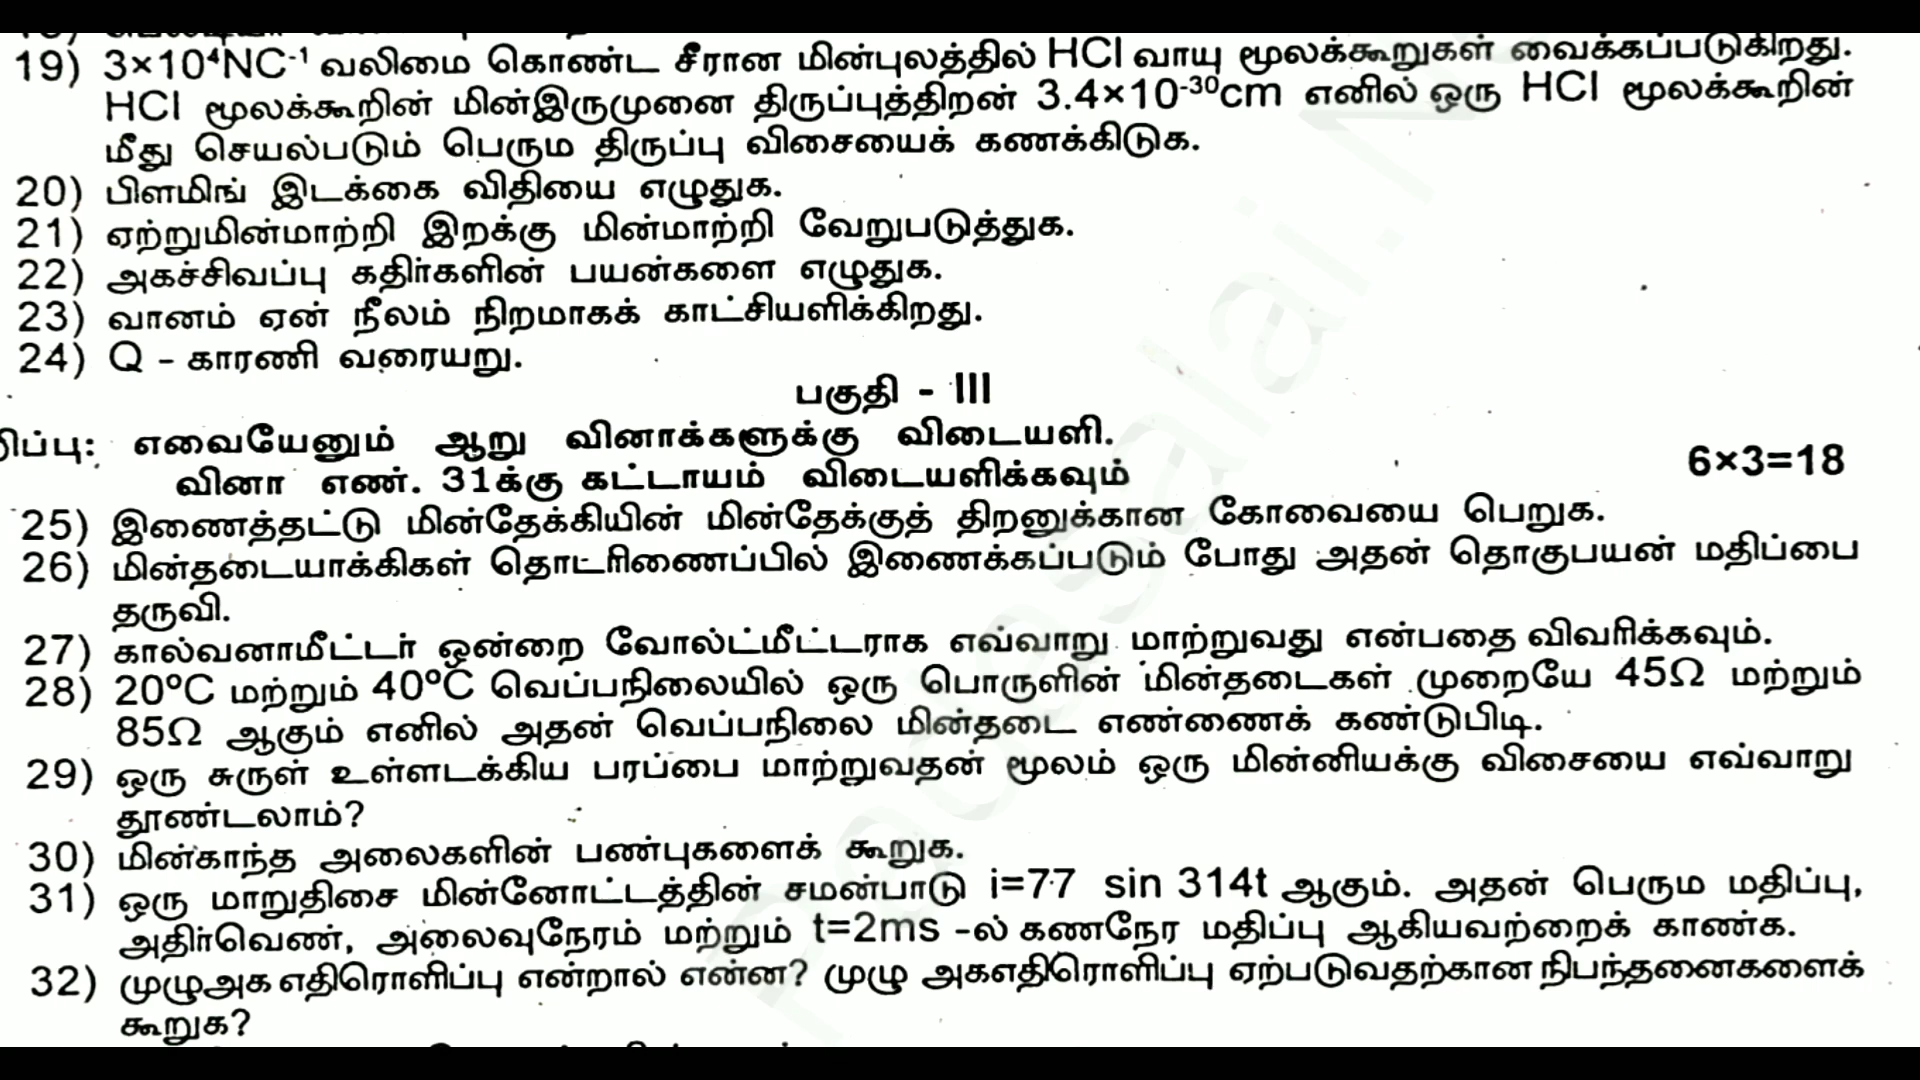 19) 3×10⁴NC⁻¹ வலிமை கொண்ட சீரான மின்புலத்தில் HCl வாயு மூலக்கூறுகள் வைக்கப்படுகிறது.
HCl மூலக்கூறின் மின்இருமுனை திருப்புத்திறன் 3.4×10⁻³⁰cm எனில் ஒரு HCl மூலக்கூறின்
மீது செயல்படும் பெரும திருப்பு விசையைக் கணக்கிடுக.
20) பிளமிங் இடக்கை விதியை எழுதுக.
21) ஏற்றுமின்மாற்றி இறக்கு மின்மாற்றி வேறுபடுத்துக.
22) அகச்சிவப்பு கதிர்களின் பயன்களை எழுதுக.
23) வானம் ஏன் நீலம் நிறமாகக் காட்சியளிக்கிறது.
24) Q - காரணி வரையறு.
பகுதி - III
றிப்பு: எவையேனும் ஆறு வினாக்களுக்கு விடையளி.
வினா எண். 31க்கு கட்டாயம் விடையளிக்கவும் 6×3=18
25) இணைத்தட்டு மின்தேக்கியின் மின்தேக்குத் திறனுக்கான கோவையை பெறுக.
26) மின்தடையாக்கிகள் தொடரிணைப்பில் இணைக்கப்படும் போது அதன் தொகுபயன் மதிப்பை
தருவி.
27) கால்வனாமீட்டர் ஒன்றை வோல்ட்மீட்டராக எவ்வாறு மாற்றுவது என்பதை விவரிக்கவும்.
28) 20⁰C மற்றும் 40⁰C வெப்பநிலையில் ஒரு பொருளின் மின்தடைகள் முறையே 45Ω மற்றும்
85Ω ஆகும் எனில் அதன் வெப்பநிலை மின்தடை எண்ணைக் கண்டுபிடி.
29) ஒரு சுருள் உள்ளடக்கிய பரப்பை மாற்றுவதன் மூலம் ஒரு மின்னியக்கு விசையை எவ்வாறு
தூண்டலாம்?
30) மின்காந்த அலைகளின் பண்புகளைக் கூறுக.
31) ஒரு மாறுதிசை மின்னோட்டத்தின் சமன்பாடு i=77 sin 314t ஆகும். அதன் பெரும மதிப்பு,
அதிர்வெண், அலைவுநேரம் மற்றும் t=2ms -ல் கணநேர மதிப்பு ஆகியவற்றைக் காண்க.
32) முழுஅக எதிரொளிப்பு என்றால் என்ன? முழு அகஎதிரொளிப்பு ஏற்படுவதற்கான நிபந்தனைகளைக்
கூறுக?